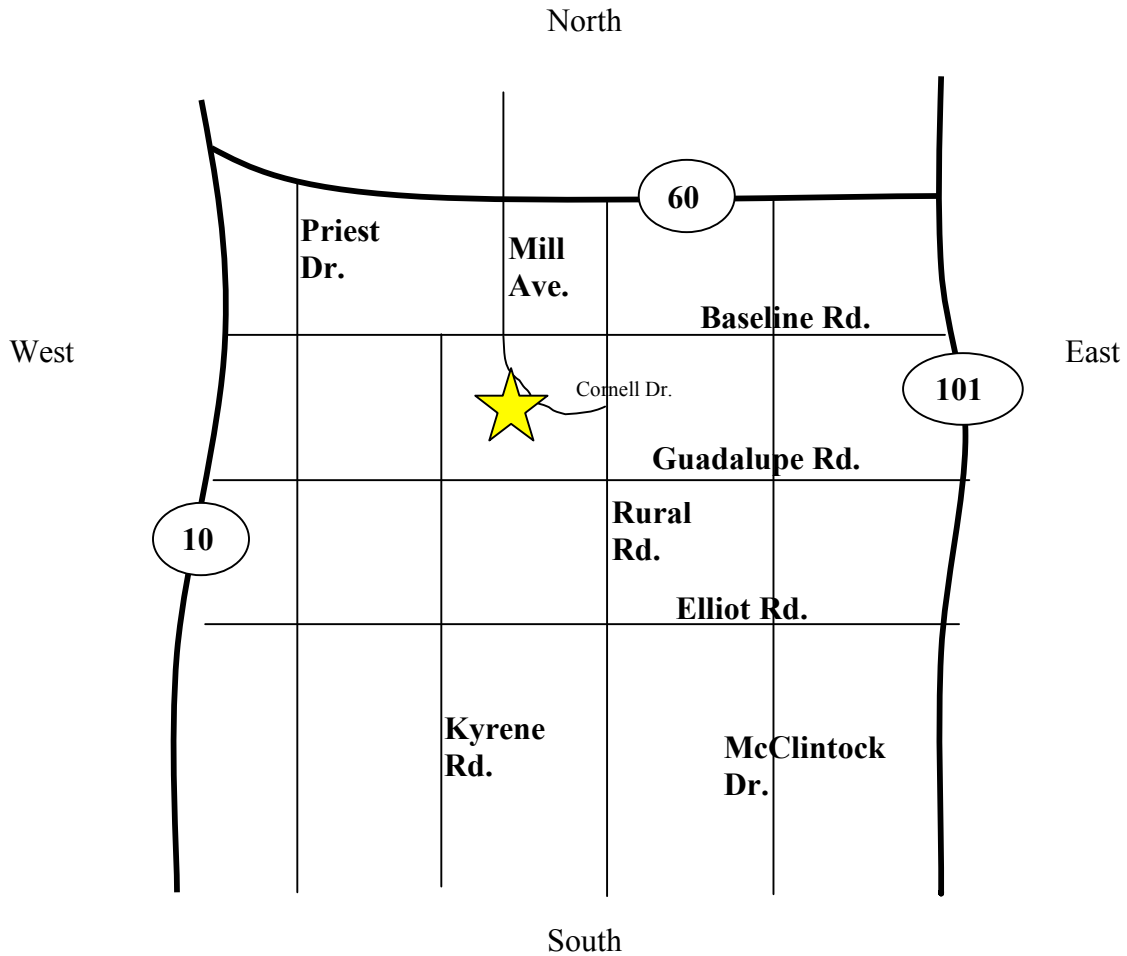 North
60
Priest
Dr.
Mill
Ave.
Baseline Rd.
West
East
Cornell Dr.
101
Guadalupe Rd.
10
Rural
Rd.
Elliot Rd.
Kyrene
Rd.
McClintock
Dr.
South